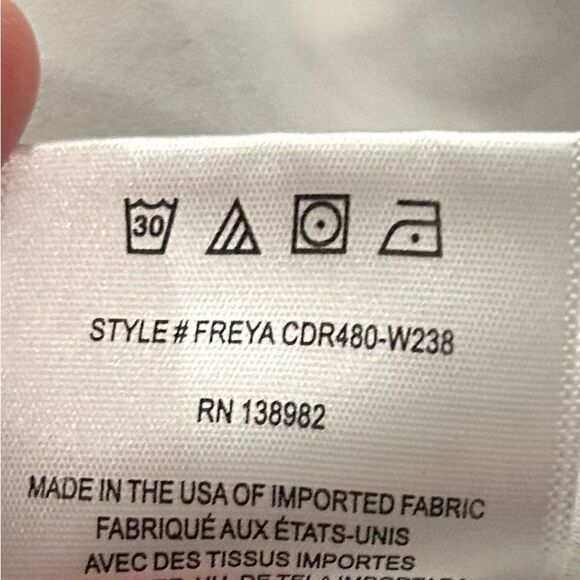 30
STYLE # FREYA CDR480-W238
RN 138982
MADE IN THE USA OF IMPORTED FABRIC
FABRIQUÉ AUX ÉTATS-UNIS
AVEC DES TISSUS IMPORTES